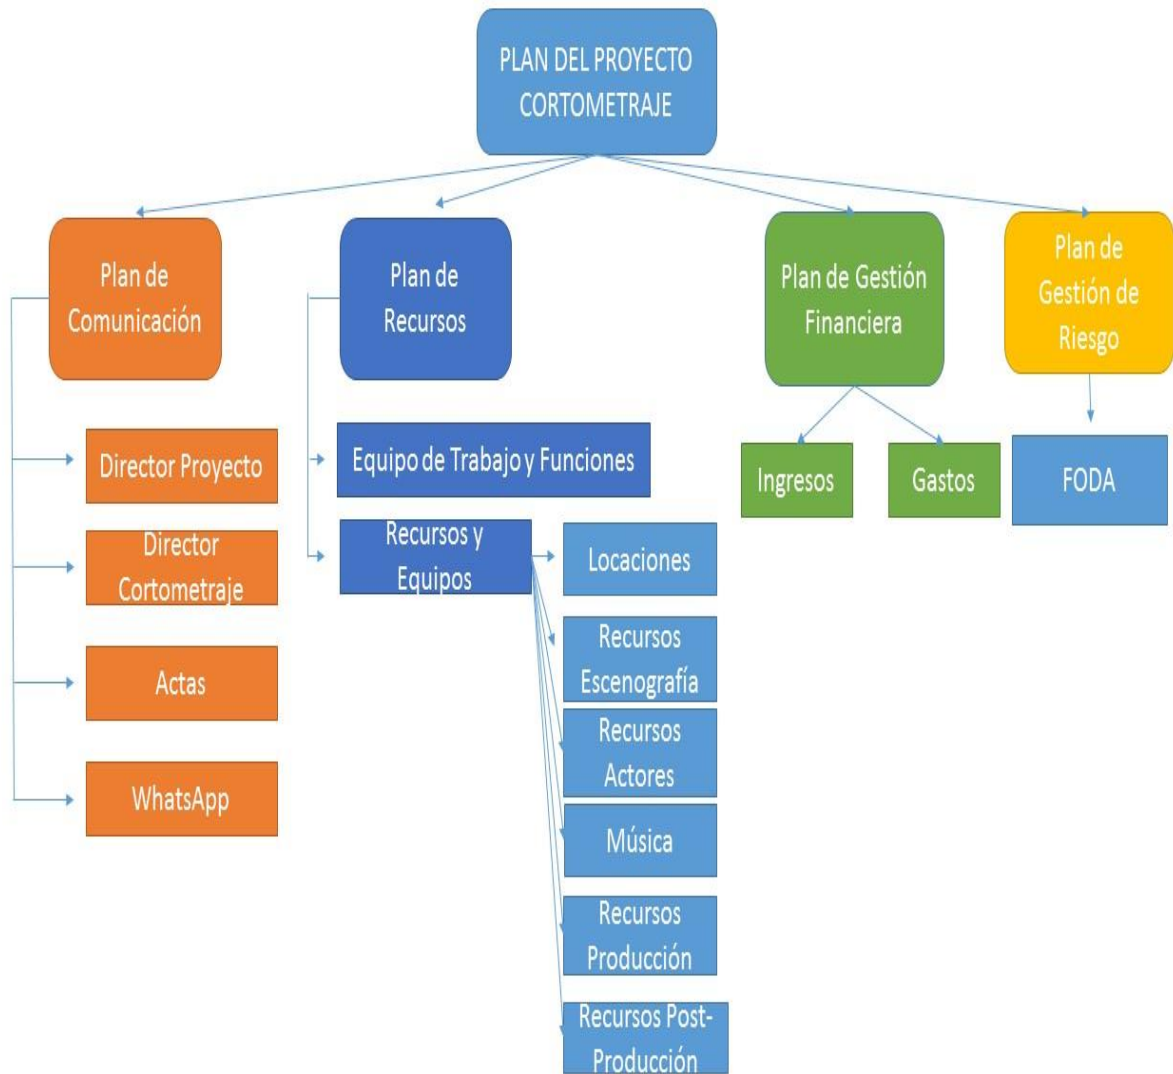 PLAN DEL PROYECTO
CORTOMETRAJE
Plan de
Comunicación
Director Proyecto
Director
Cortometraje
Actas
WhatsApp
Plan de
Recursos
Equipo de Trabajo y Funciones
Recursos y
Equipos
Locaciones
Recursos
Escenografía
Recursos
Actores
Música
Recursos
Producción
Recursos Post-
Producción
Plan de Gestión
Financiera
Ingresos
Gastos
Plan de
Gestión de
Riesgo
FODA